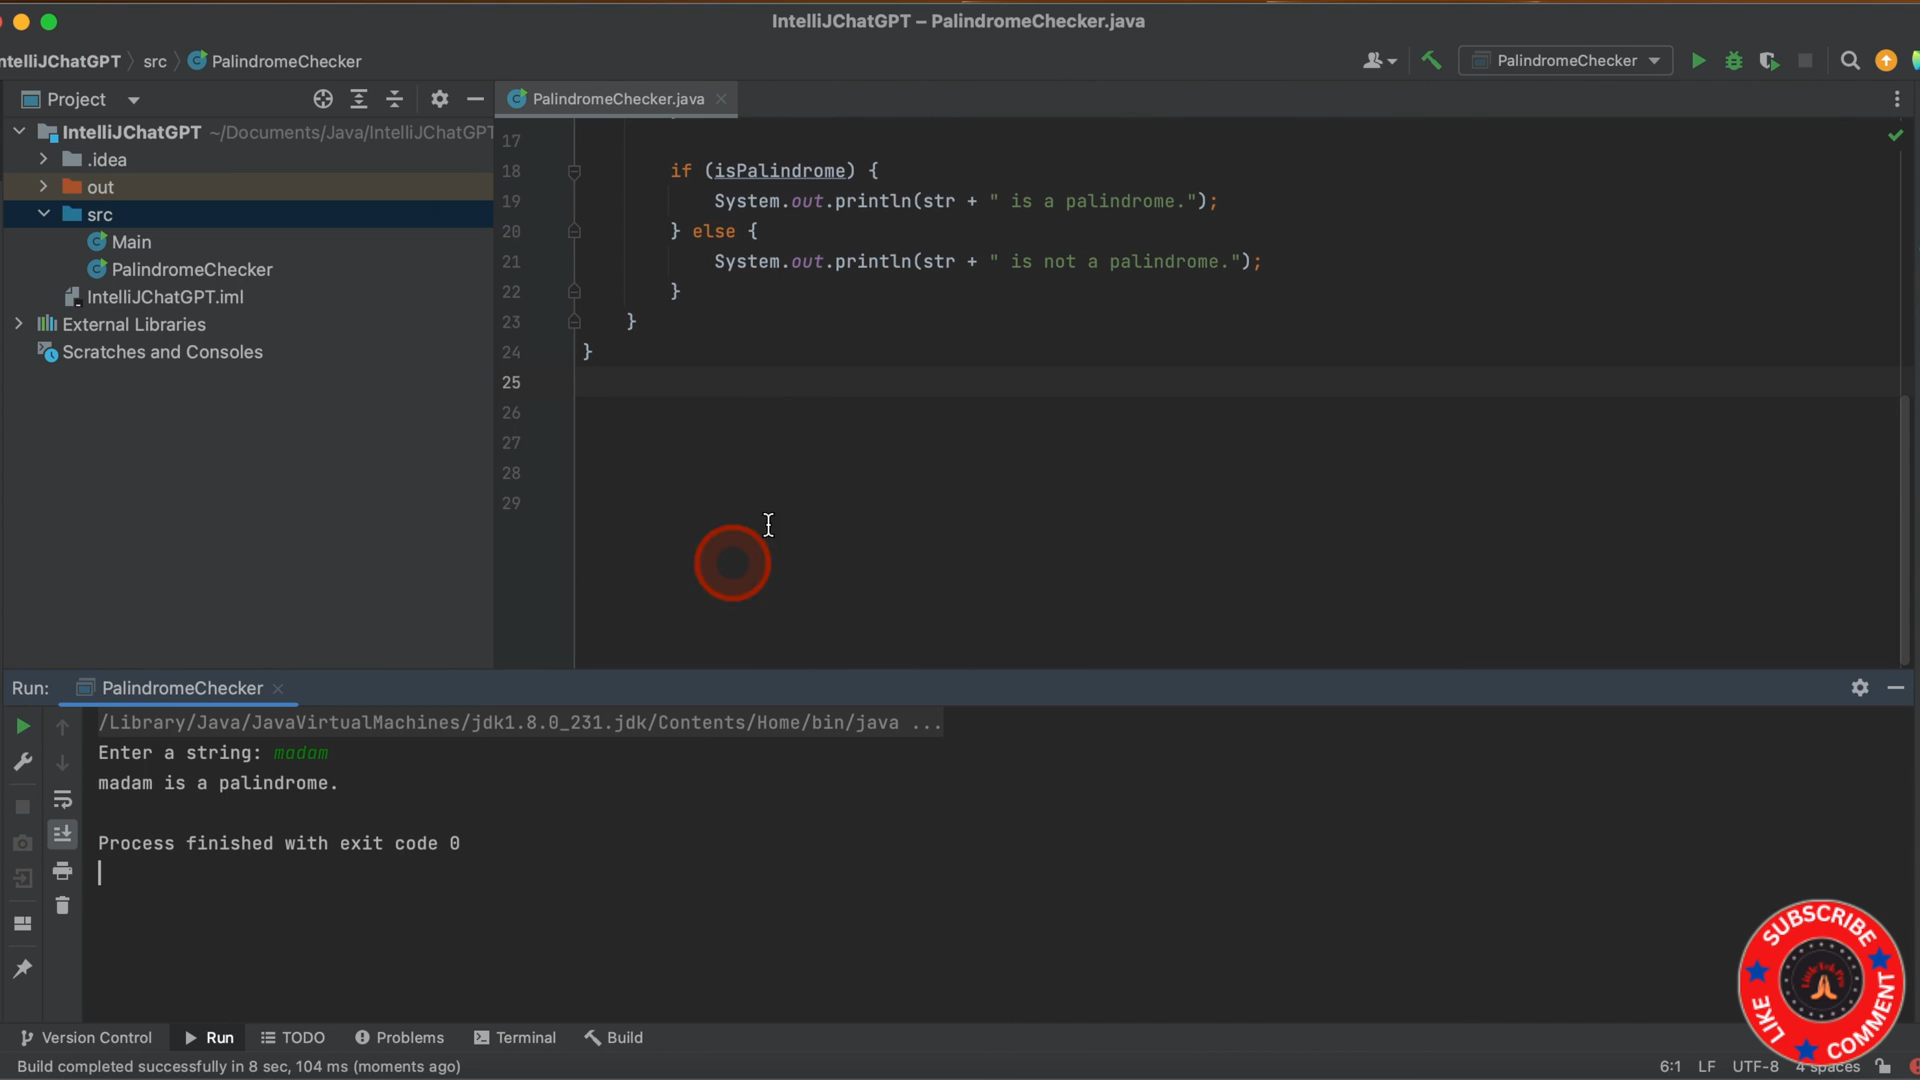 IntelliJChatGPT – PalindromeChecker.java
ntelliJChatGPT 〉 src 〉 PalindromeChecker
PalindromeChecker
Project
PalindromeChecker.java
IntelliJChatGPT ~/Documents/Java/IntelliJChatGPT
.idea
out
src
Main
PalindromeChecker
IntelliJChatGPT.iml
External Libraries
Scratches and Consoles
17
18 if (isPalindrome) {
19 System.out.println(str + " is a palindrome.");
20 } else {
21 System.out.println(str + " is not a palindrome.");
22 }
23 }
24 }
25
26
27
28
29
Run: PalindromeChecker
/Library/Java/JavaVirtualMachines/jdk1.8.0_231.jdk/Contents/Home/bin/java ...
Enter a string: madam
madam is a palindrome.
Process finished with exit code 0
SUBSCRIBE
LIKE
COMMENT
Version Control Run TODO Problems Terminal Build
Build completed successfully in 8 sec, 104 ms (moments ago)
6:1 LF UTF-8 4 spaces